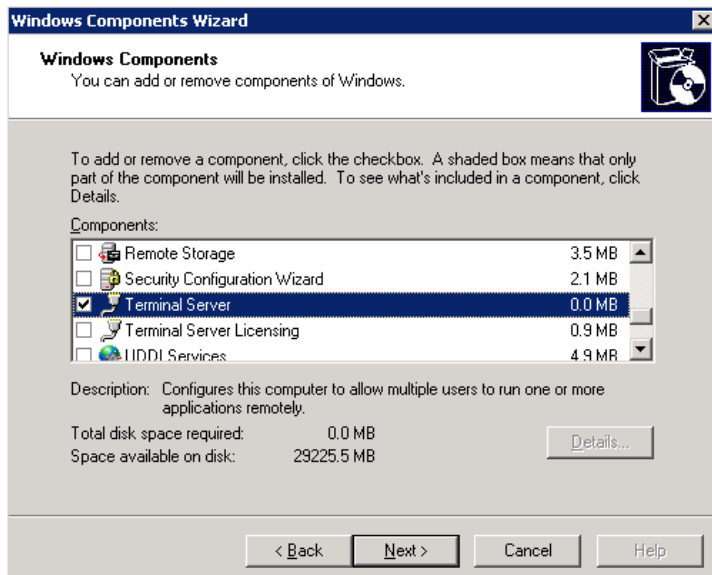 Windows Components Wizard
Windows Components
You can add or remove components of Windows.
To add or remove a component, click the checkbox. A shaded box means that only
part of the component will be installed. To see what's included in a component, click
Details.
Components:
Remote Storage 3.5 MB
Security Configuration Wizard 2.1 MB
Terminal Server 0.0 MB
Terminal Server Licensing 0.9 MB
UDDI Services 4.9 MB
Description: Configures this computer to allow multiple users to run one or more
applications remotely.
Total disk space required: 0.0 MB
Space available on disk: 29225.5 MB
Details...
< Back Next > Cancel Help